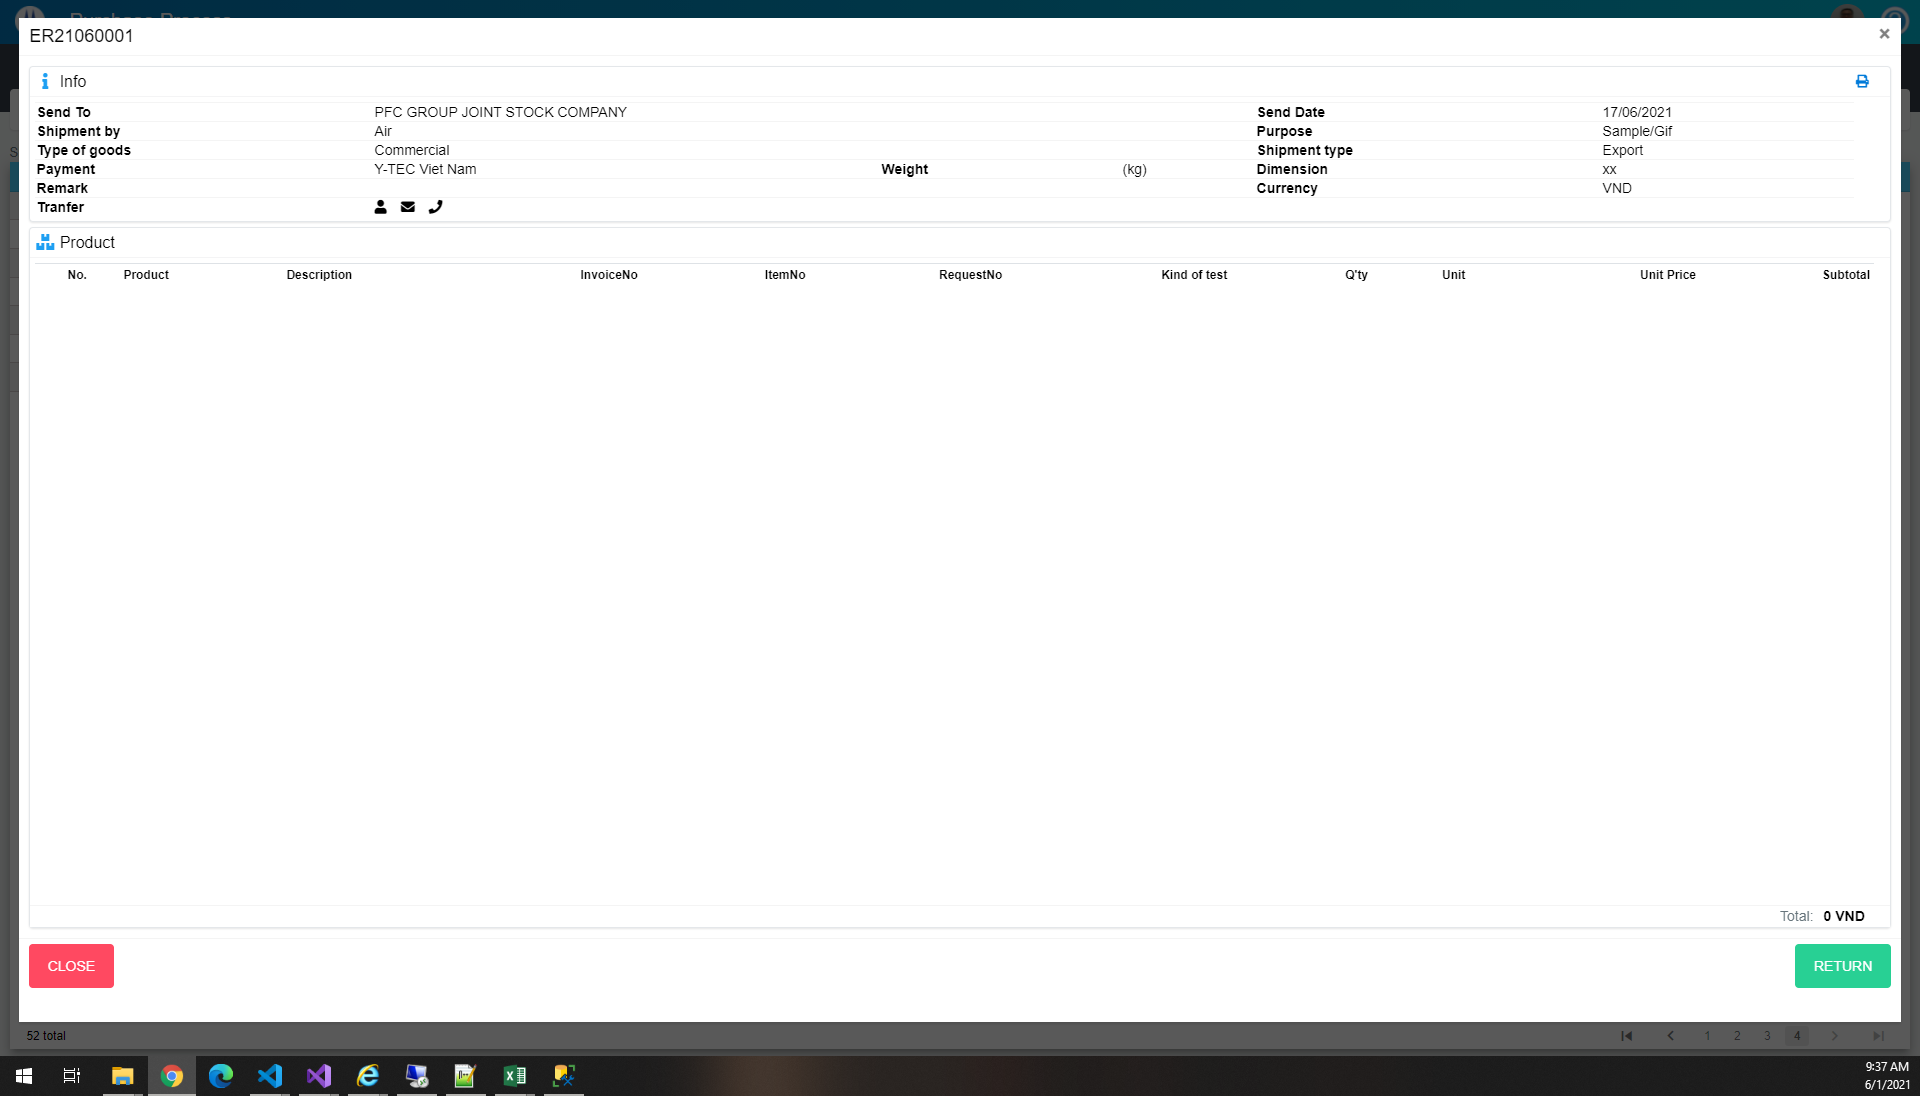 Purchase Process
ER21060001
×
Info
Send To PFC GROUP JOINT STOCK COMPANY Send Date 17/06/2021
Shipment by Air Purpose Sample/Gif
Type of goods Commercial Shipment type Export
Payment Y-TEC Viet Nam Weight (kg) Dimension xx
Remark Currency VND
Tranfer
Product
No. Product Description InvoiceNo ItemNo RequestNo Kind of test Q'ty Unit Unit Price Subtotal
Total: 0 VND
CLOSE RETURN
52 total 1 2 3 4
9:37 AM
6/1/2021